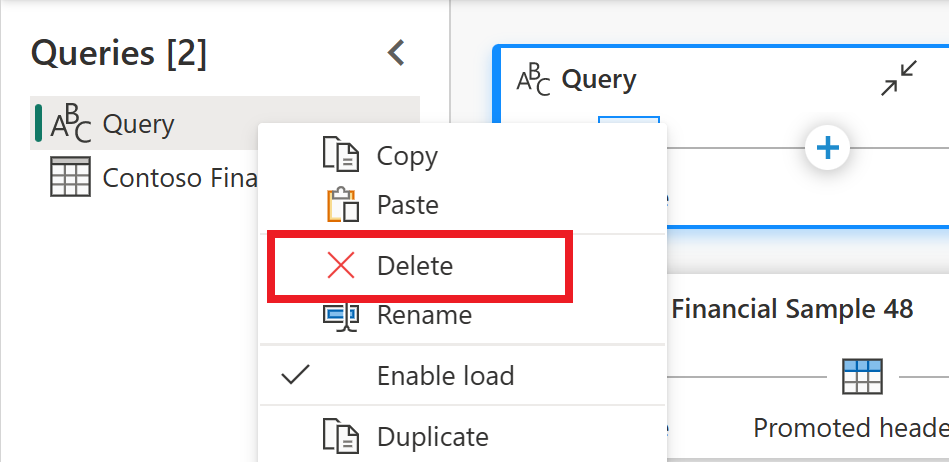 Queries [2]
ABC Query
Contoso Fina
Copy
Paste
Delete
Rename
Enable load
Duplicate
ABC Query
Financial Sample 48
Promoted heade